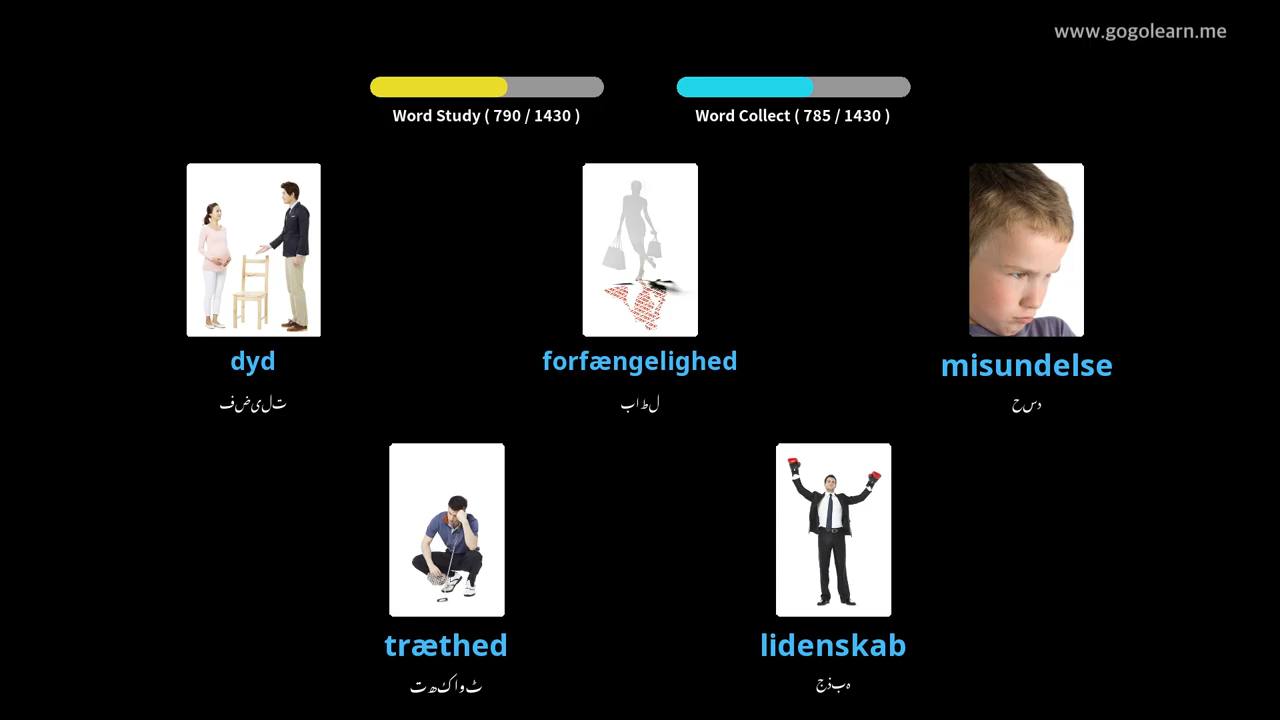 www.gogolearn.me
Word Study ( 790 / 1430 )
Word Collect ( 785 / 1430 )
dyd
فضیلت
forfængelighed
باطل
misundelse
حسد
træthed
تھکاوٹ
lidenskab
جذبہ